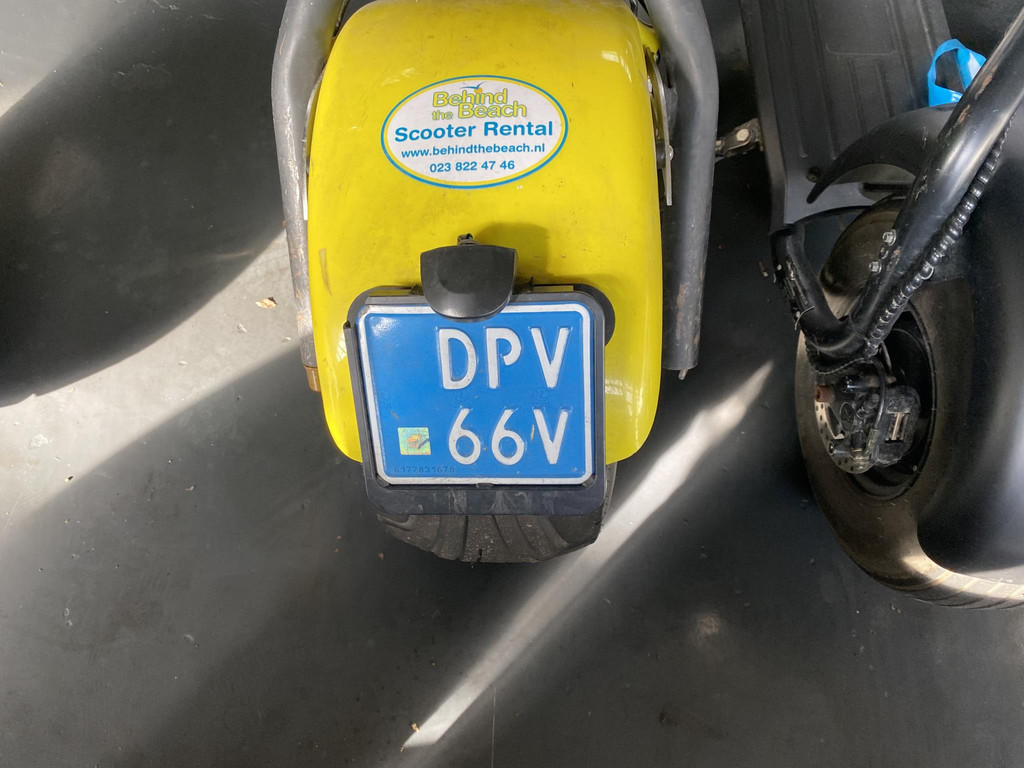 Behind
the Beach
Scooter Rental
www.behindthebeach.nl
023 822 47 46
DPV
66V